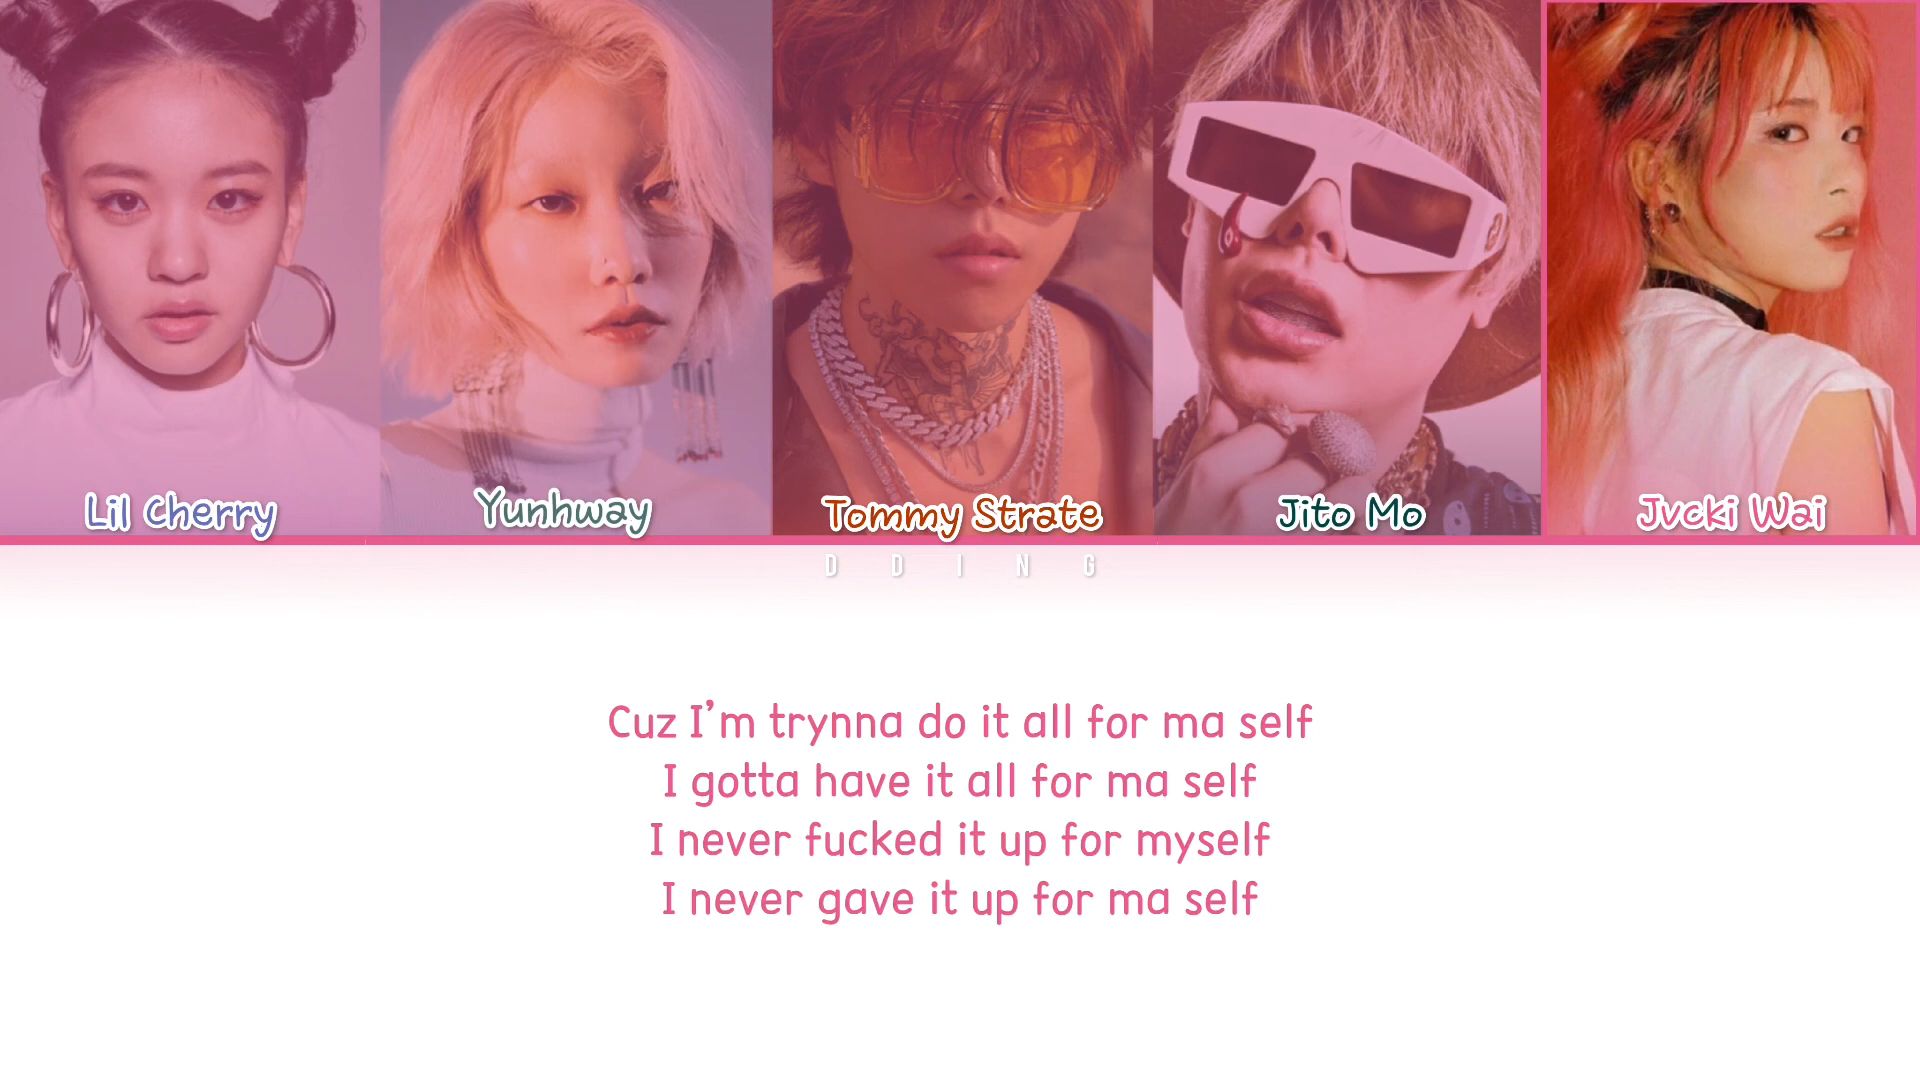 Lil Cherry
Yunhway
Tommy Strate
Jito Mo
Jvcki Wai
D D I N G
Cuz I'm trynna do it all for ma self
I gotta have it all for ma self
I never fucked it up for myself
I never gave it up for ma self